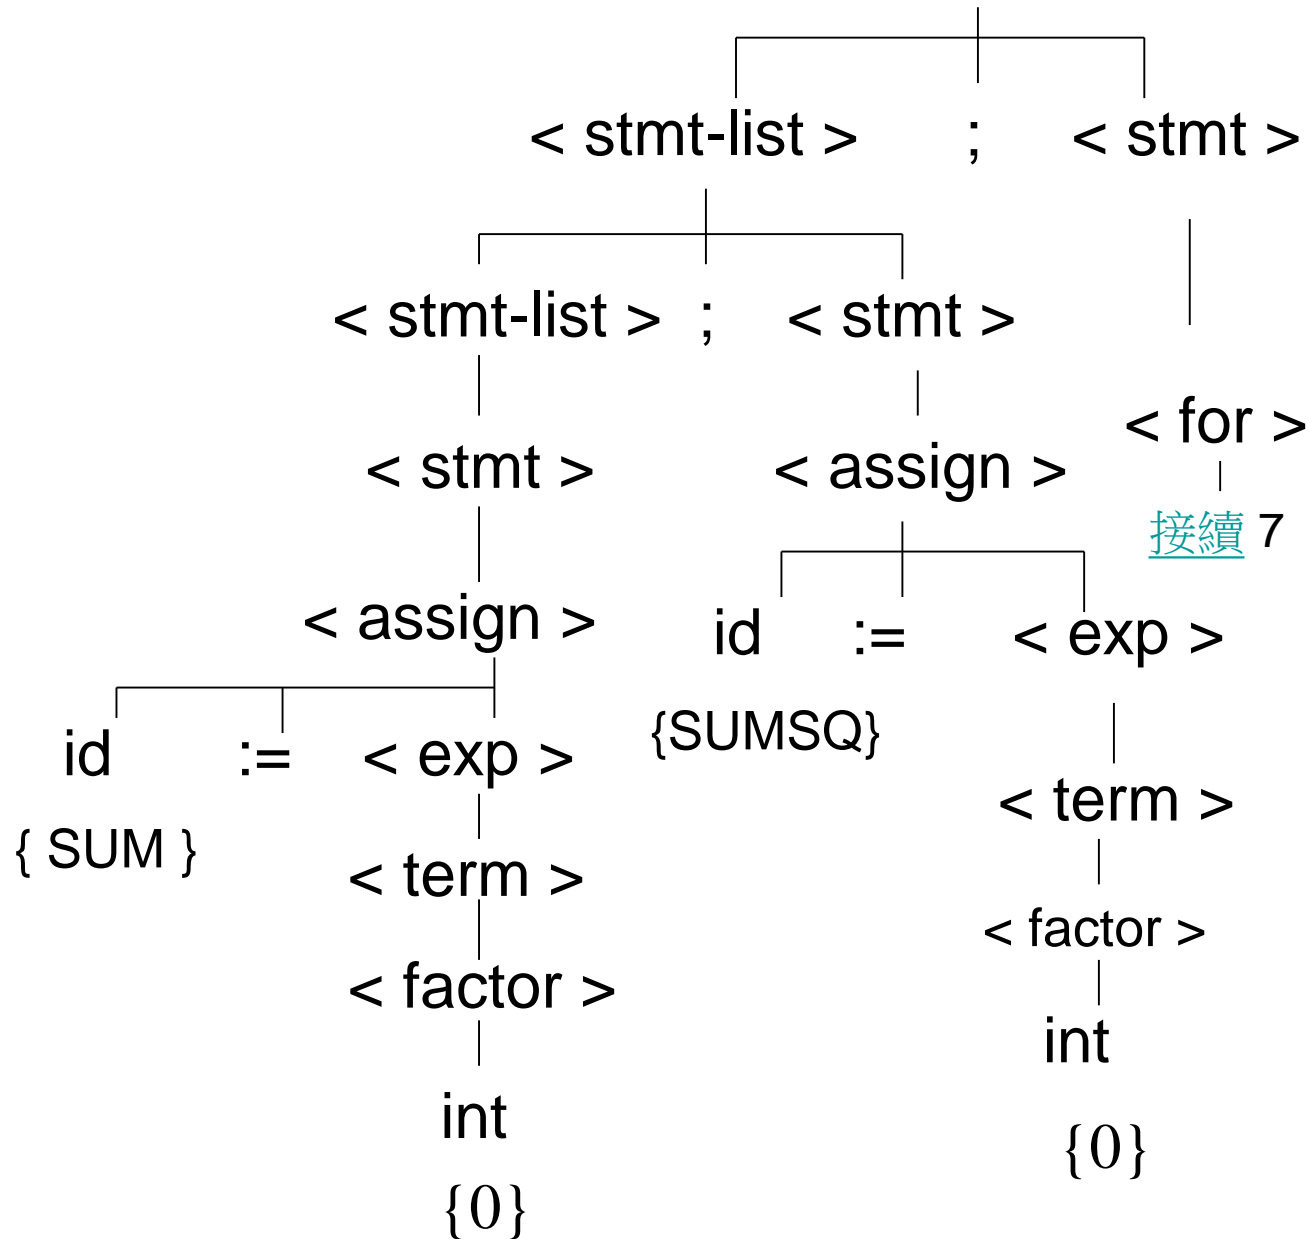 < stmt-list > ; < stmt >
< stmt-list > ; < stmt >
< for >
< stmt > < assign >
接續 7
< assign > id := < exp >
{SUMSQ}
id := < exp >
< term >
{ SUM }
< term >
< factor >
< factor >
int
int
{0}
{0}